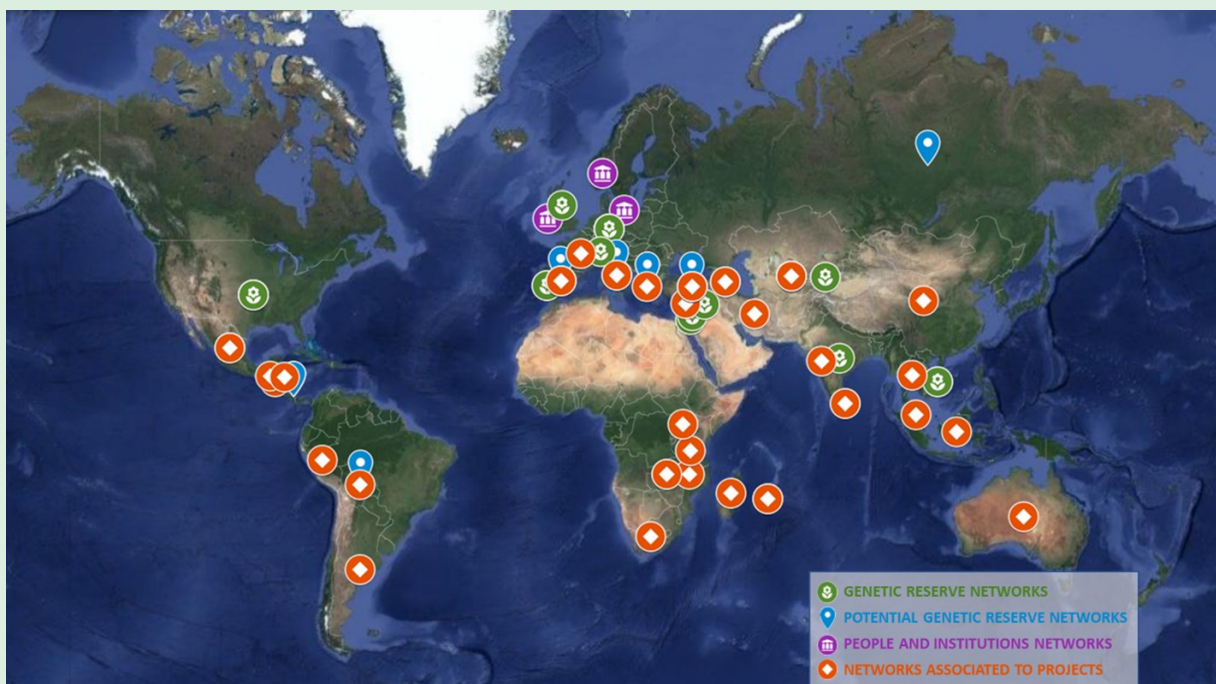 GENETIC RESERVE NETWORKS
POTENTIAL GENETIC RESERVE NETWORKS
PEOPLE AND INSTITUTIONS NETWORKS
NETWORKS ASSOCIATED TO PROJECTS